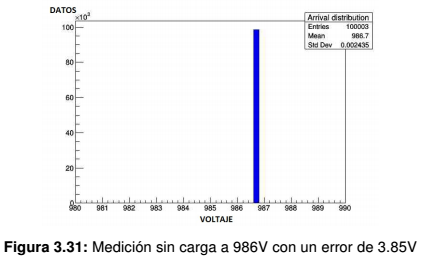 DATOS
×10³
Arrival distribution
Entries 100003
Mean 986.7
Std Dev 0.002435
100
80
60
40
20
0
980 981 982 983 984 985 986 987 988 989 990
VOLTAJE
Figura 3.31: Medición sin carga a 986V con un error de 3.85V